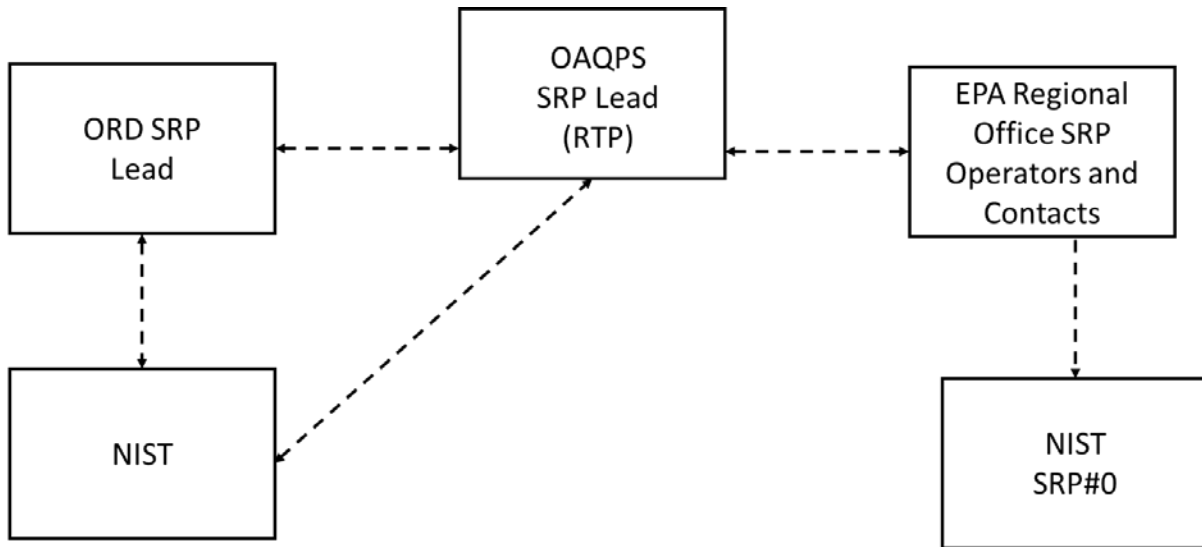 ORD SRP
Lead
OAQPS
SRP Lead
(RTP)
EPA Regional
Office SRP
Operators and
Contacts
NIST
NIST
SRP#0